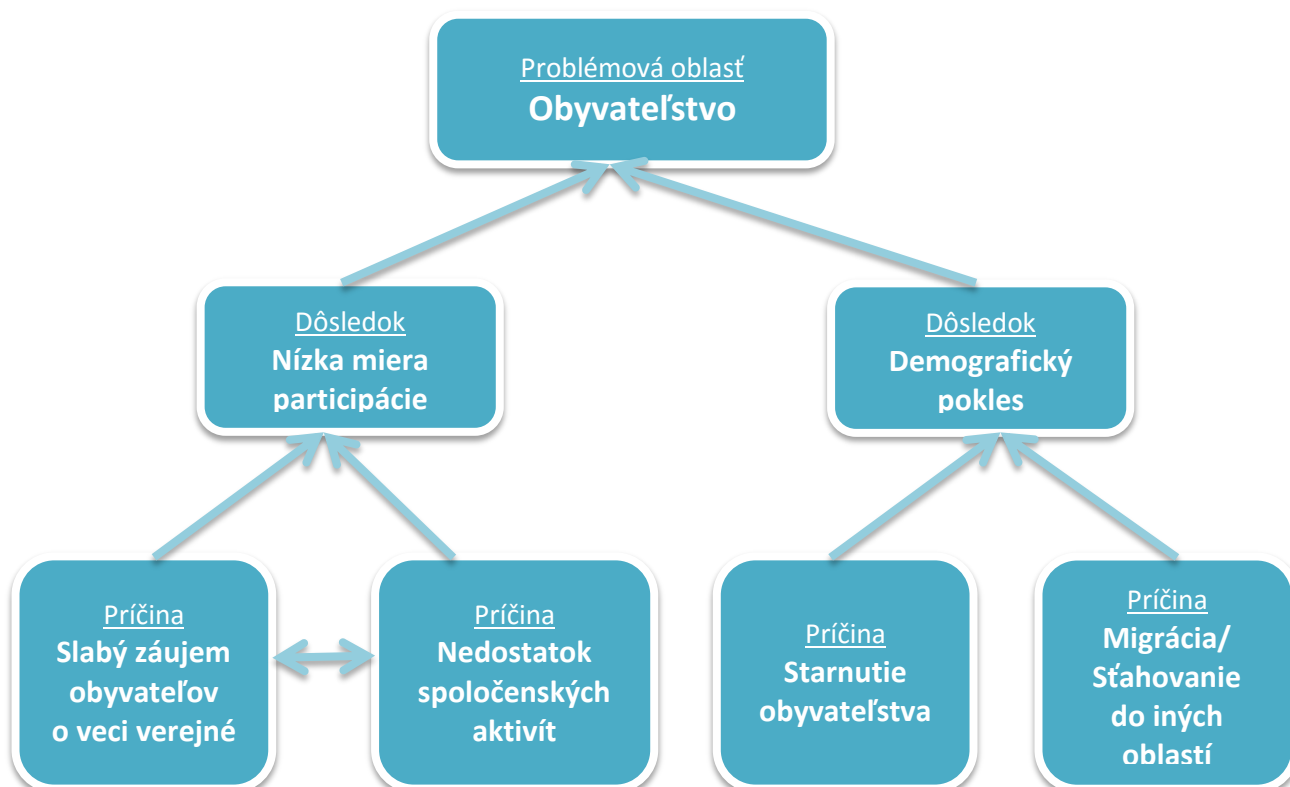 Problémová oblasť
Obyvateľstvo
Dôsledok
Nízka miera
participácie
Dôsledok
Demografický
pokles
Príčina
Slabý záujem
obyvateľov
o veci verejné
Príčina
Nedostatok
spoločenských
aktivít
Príčina
Starnutie
obyvateľstva
Príčina
Migrácia/
Sťahovanie
do iných
oblastí